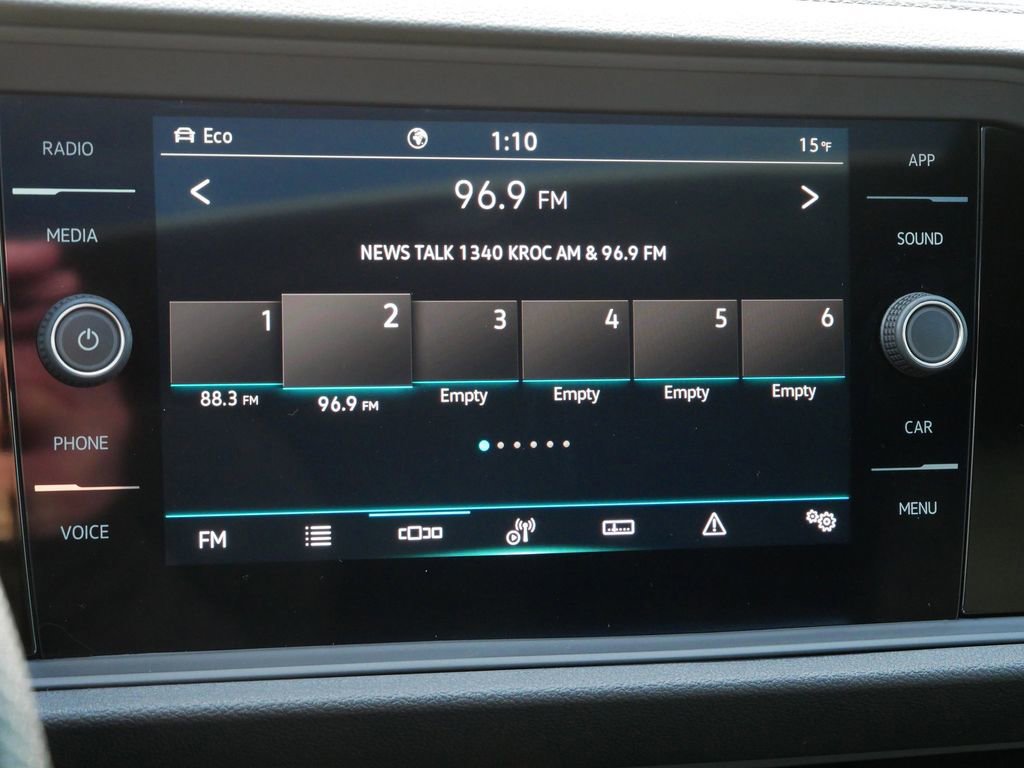 RADIO
MEDIA
PHONE
VOICE
Eco
1:10
15°F
96.9 FM
NEWS TALK 1340 KROC AM & 96.9 FM
1 2 3 4 5 6
88.3 FM 96.9 FM Empty Empty Empty Empty
FM
APP
SOUND
CAR
MENU